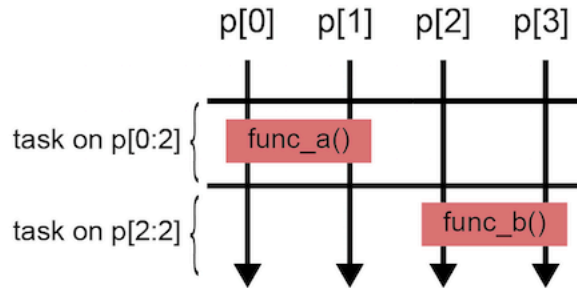 p[0] p[1] p[2] p[3]
task on p[0:2] func_a()
task on p[2:2] func_b()